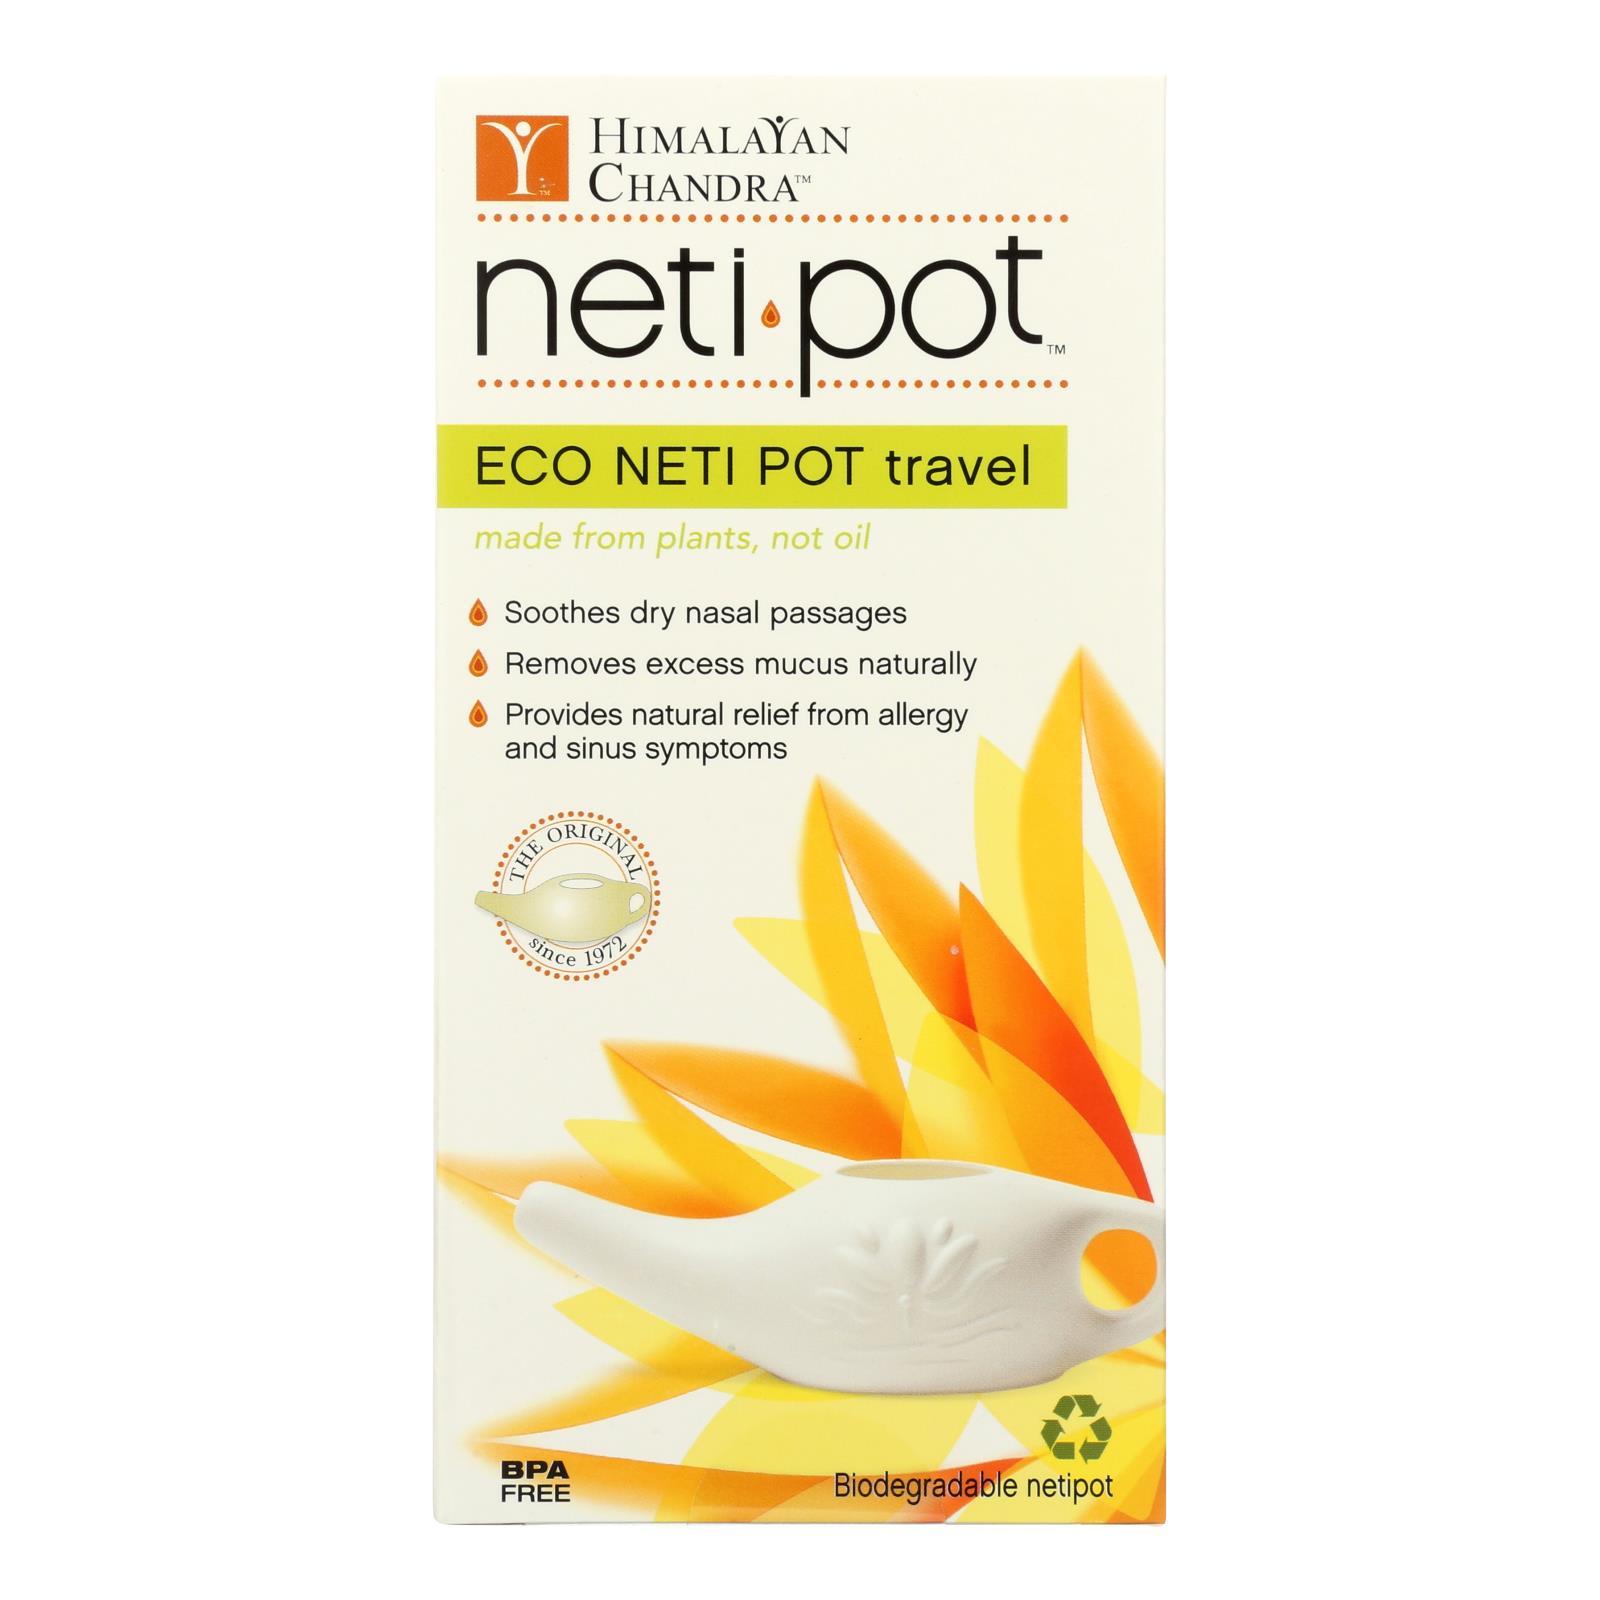 HIMALAYAN
CHANDRA™
neti·pot™
ECO NETI POT travel
made from plants, not oil
Soothes dry nasal passages
Removes excess mucus naturally
Provides natural relief from allergy
and sinus symptoms
THE ORIGINAL
since 1972
BPA
FREE
Biodegradable netipot